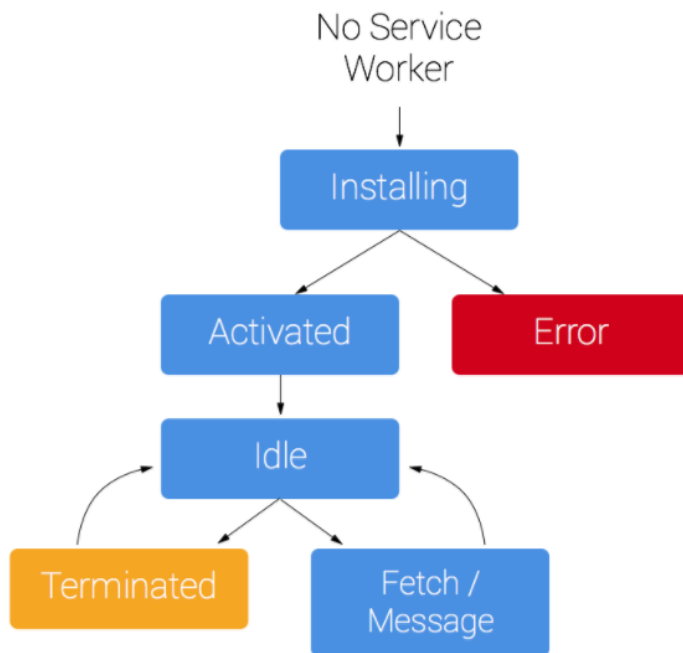 No Service
Worker
Installing
Activated
Error
Idle
Terminated
Fetch /
Message